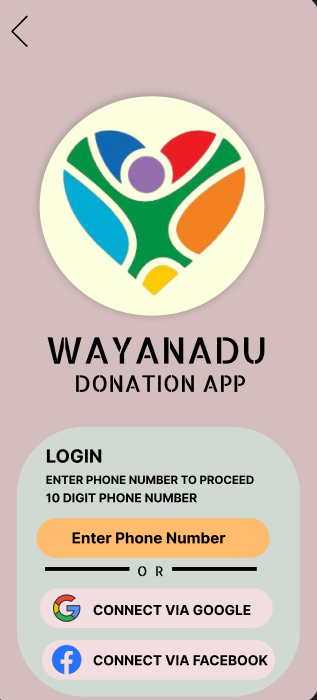 WAYANADU
DONATION APP
LOGIN
ENTER PHONE NUMBER TO PROCEED
10 DIGIT PHONE NUMBER
Enter Phone Number
O R
CONNECT VIA GOOGLE
CONNECT VIA FACEBOOK